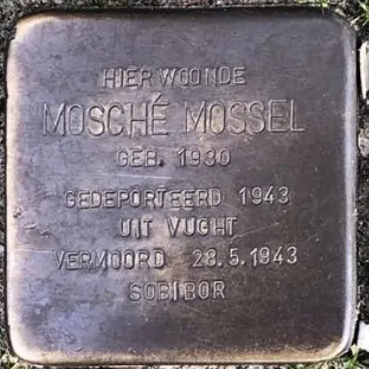 HIER WOONDE
MOSCHÉ MOSSEL
GEB. 1930
GEDEPORTEERD 1943
UIT VUGHT
VERMOORD 28.5.1943
SOBIBOR